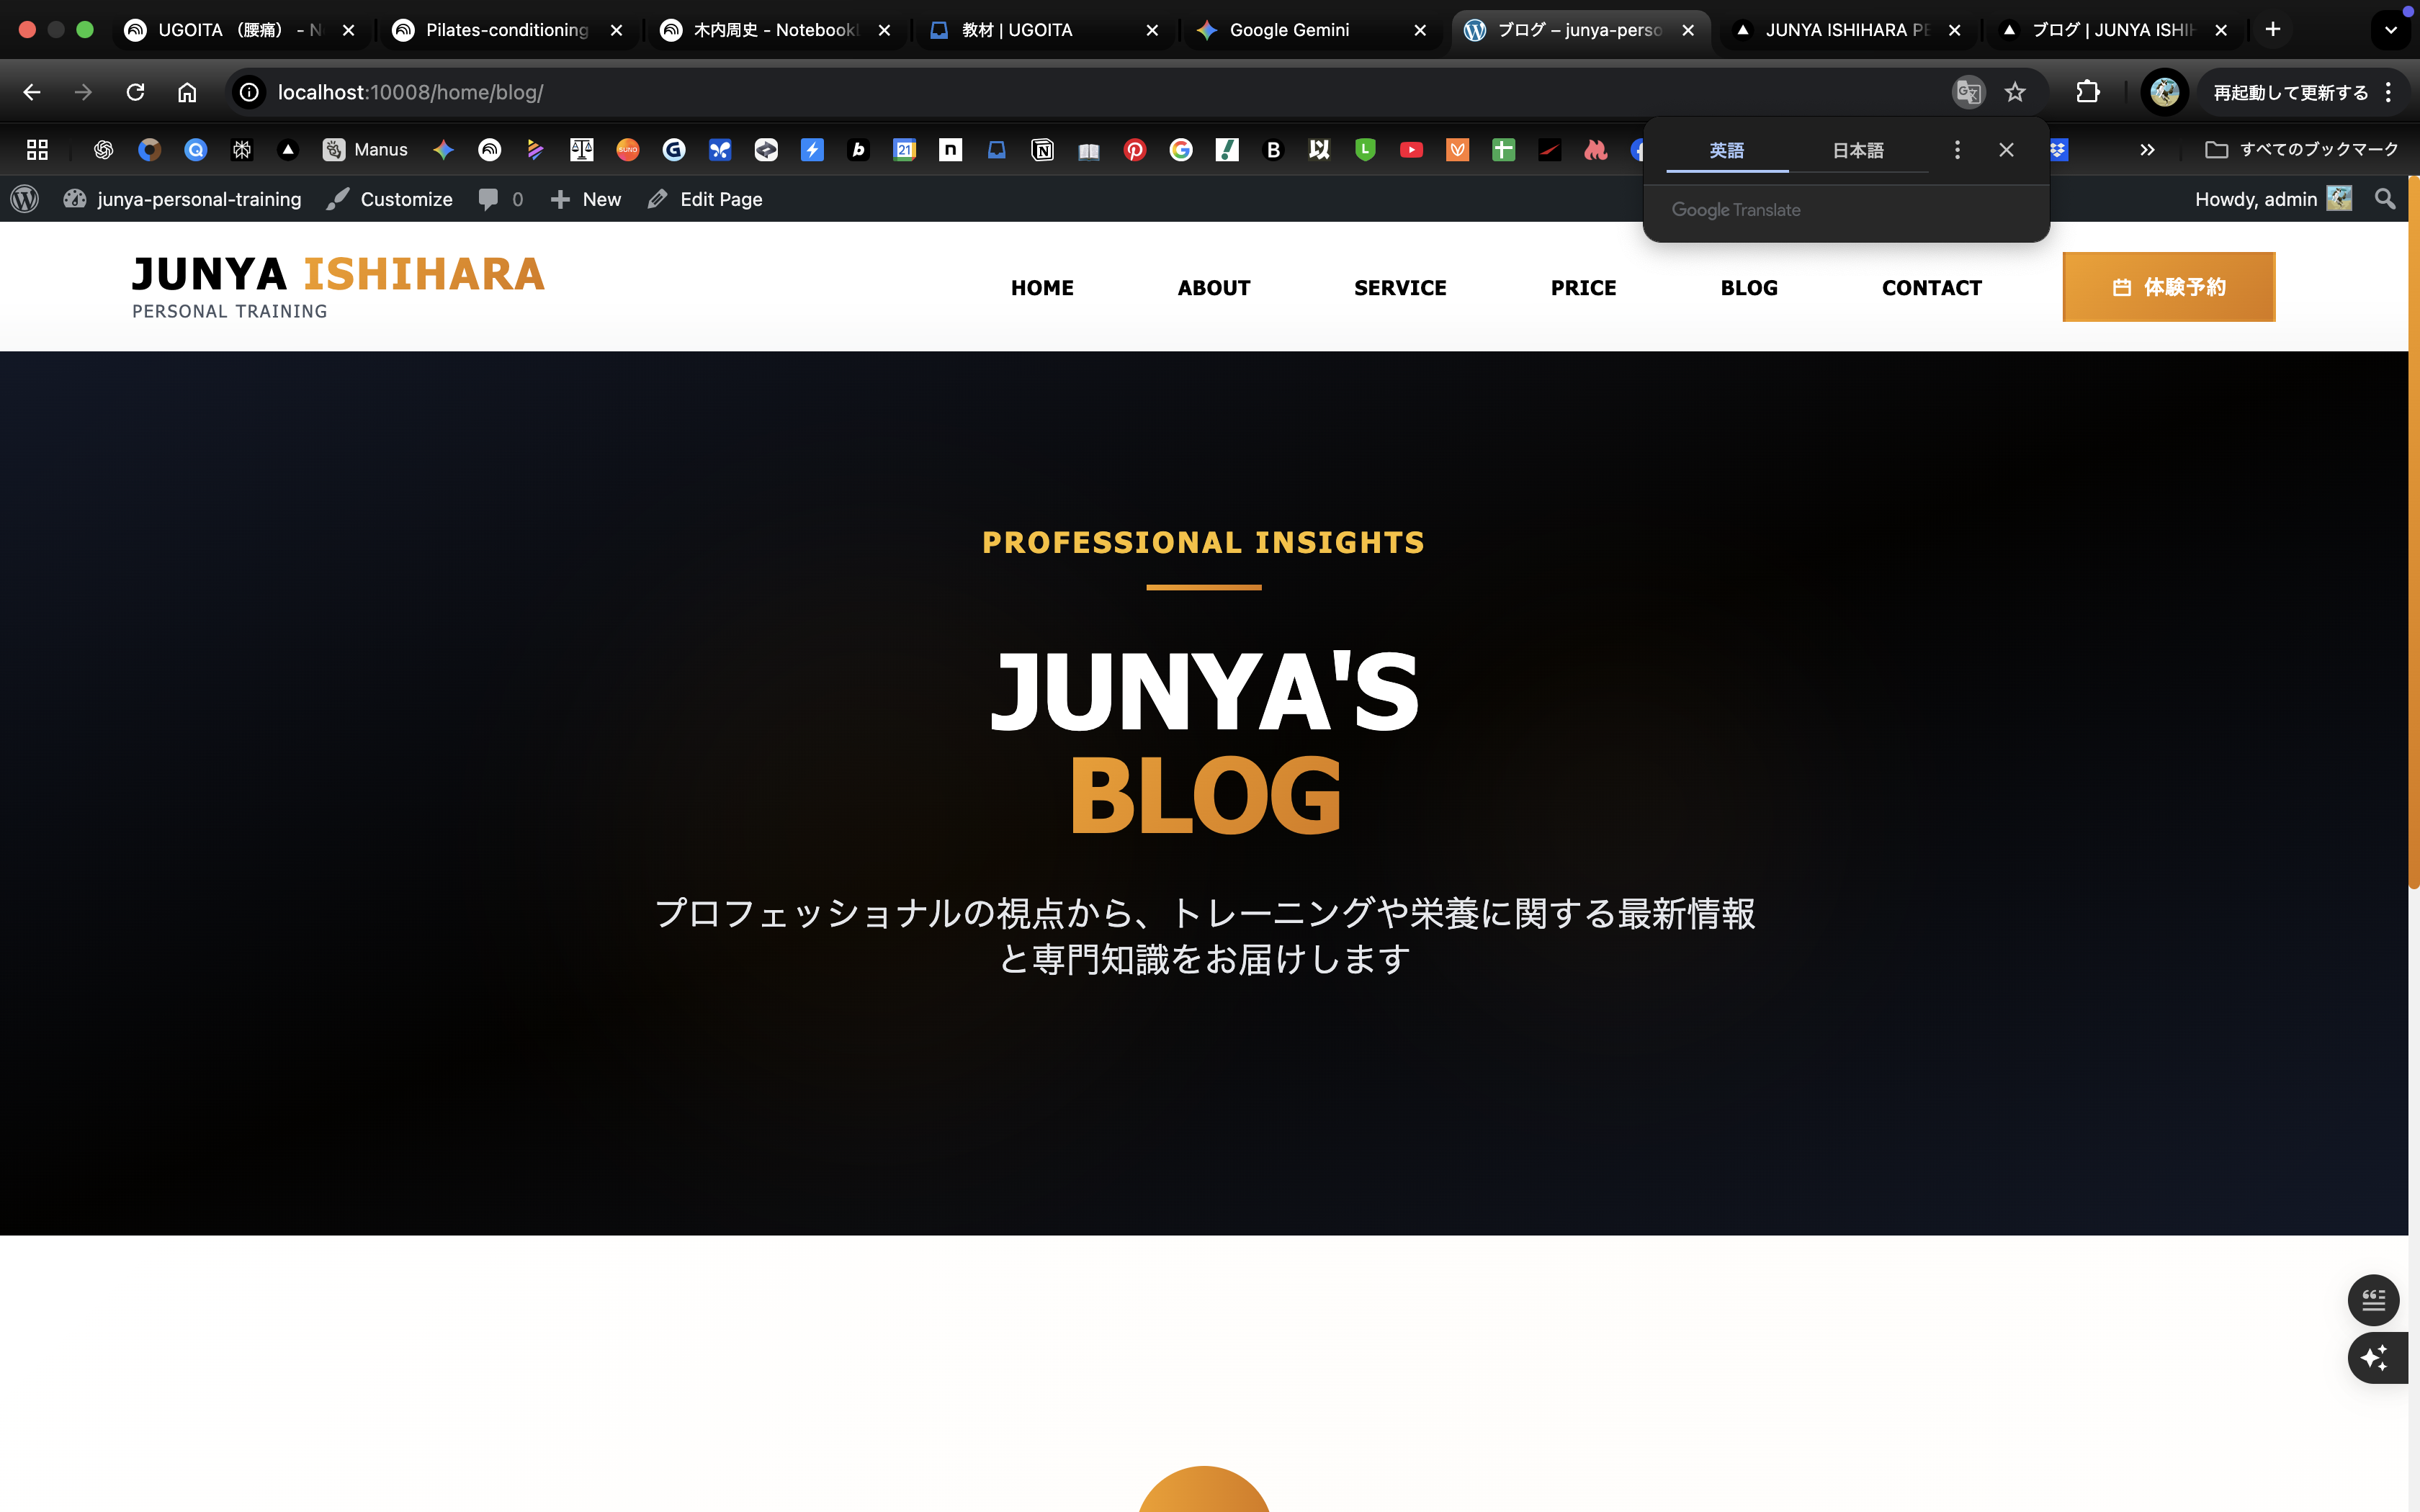 UGOITA （腰痛） - N
Pilates-conditioning
木内周史 - Notebookl
教材 | UGOITA
Google Gemini
ブログ – junya-perso
JUNYA ISHIHARA PE
ブログ | JUNYA ISHIH
localhost:10008/home/blog/
再起動して更新する
Manus
すべてのブックマーク
英語
日本語
Google Translate
junya-personal-training
Customize
0
New
Edit Page
Howdy, admin
JUNYA ISHIHARA
PERSONAL TRAINING
HOME
ABOUT
SERVICE
PRICE
BLOG
CONTACT
体験予約
PROFESSIONAL INSIGHTS
JUNYA'S
BLOG
プロフェッショナルの視点から、トレーニングや栄養に関する最新情報
と専門知識をお届けします